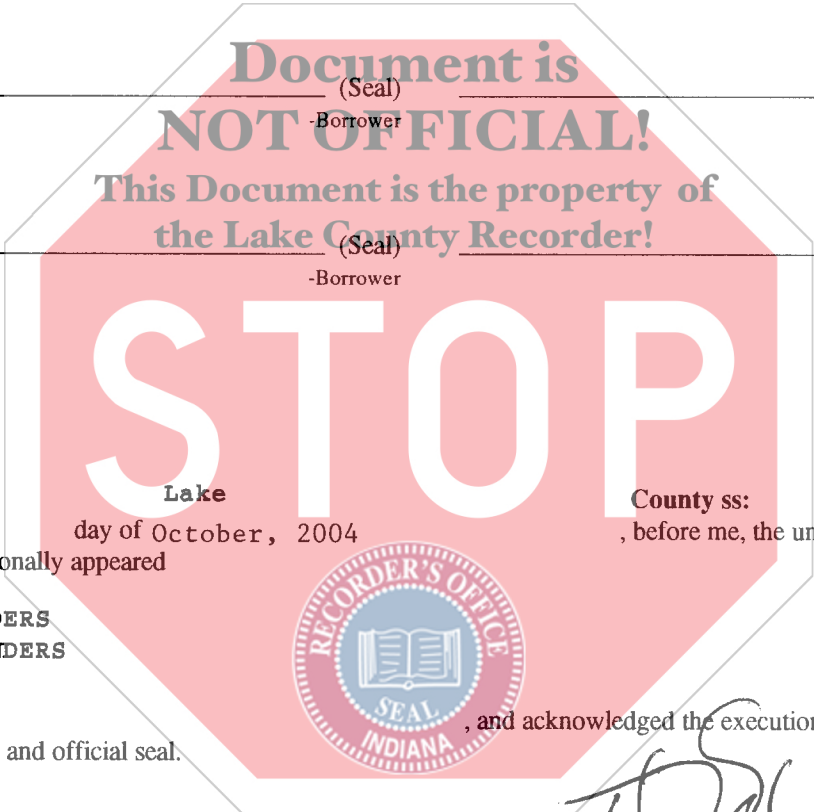 Document is
(Seal)
-Borrower
NOT OFFICIAL!
This Document is the property of
the Lake County Recorder!
(Seal)
-Borrower
STOP
Lake County ss:
day of October, 2004 , before me, the un
onally appeared
DERS
DERS
RECORDER'S OFFICE
SEAL
INDIANA
, and acknowledged the execution
and official seal.